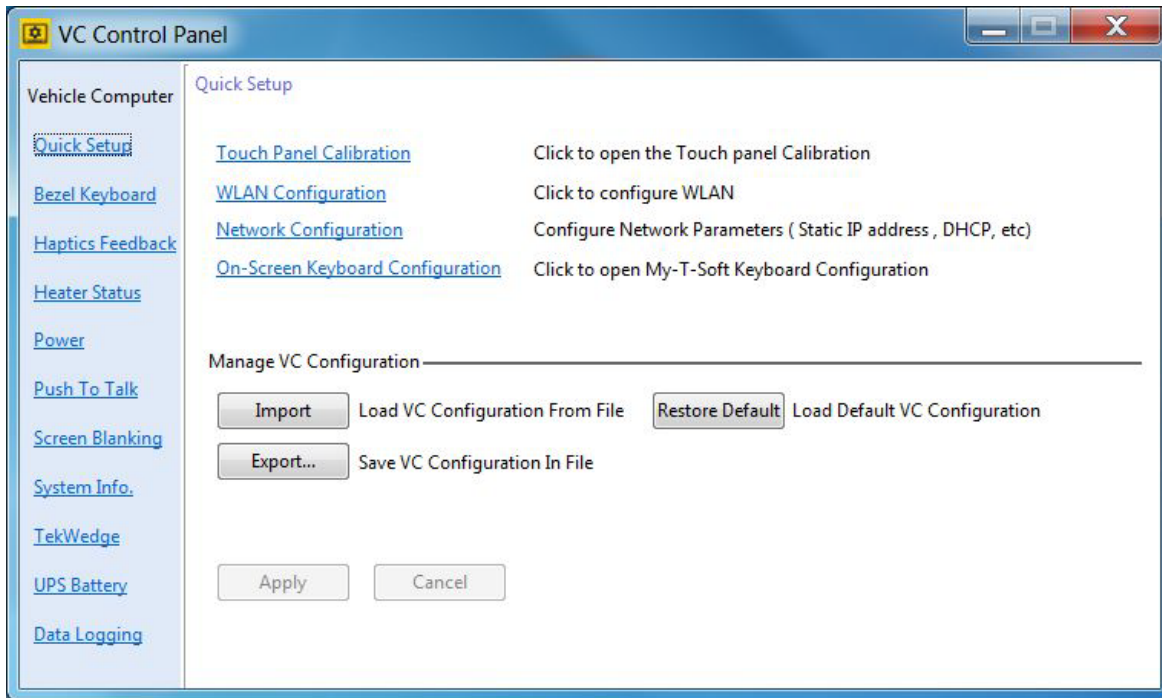 VC Control Panel
Vehicle Computer
Quick Setup
Bezel Keyboard
Haptics Feedback
Heater Status
Power
Push To Talk
Screen Blanking
System Info.
TekWedge
UPS Battery
Data Logging
Quick Setup
Touch Panel Calibration Click to open the Touch panel Calibration
WLAN Configuration Click to configure WLAN
Network Configuration Configure Network Parameters ( Static IP address , DHCP, etc)
On-Screen Keyboard Configuration Click to open My-T-Soft Keyboard Configuration
Manage VC Configuration
Import Load VC Configuration From File Restore Default Load Default VC Configuration
Export... Save VC Configuration In File
Apply Cancel